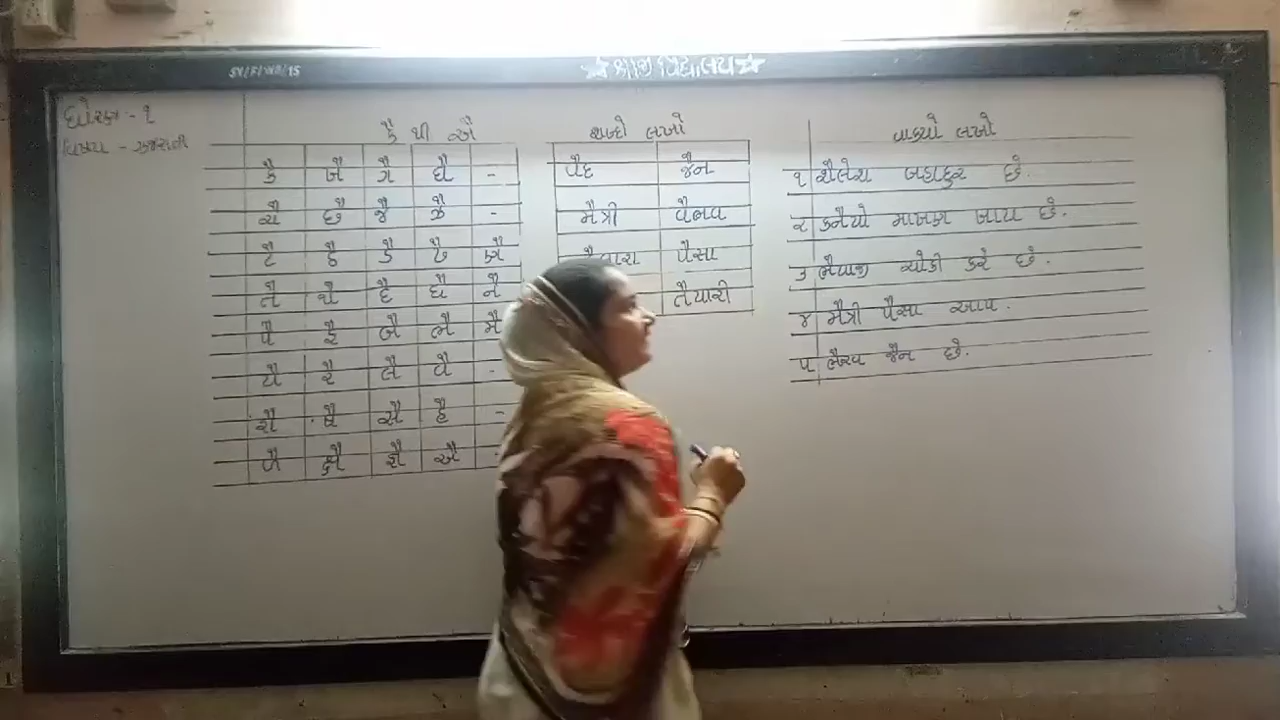 ☆ શ્રીજી વિદ્યાલય ☆
ધોરણ - ૧
વિષય - ગુજરાતી
કૈ થી ઐ
કૈ ખૈ ગૈ ઘૈ -
ચૈ છૈ જૈ ઝૈ -
ટૈ ઠૈ ડૈ ઢૈ ણૈ
તૈ થૈ દૈ ધૈ નૈ
પૈ ફૈ બૈ ભૈ મૈ
યૈ રૈ લૈ વૈ -
શૈ ષૈ સૈ હૈ -
ળૈ ક્ષૈ જ્ઞૈ ઐ
શબ્દો લખો
વૈદ જૈન
મૈત્રી વૈભવ
પૈસા
તૈયારી
વાક્યો લખો
૧ શૈલેશ બહાદુર છે.
૨ કનૈયો માખણ ખાય છે.
૩ ભૈયાજી ચોકી કરે છે.
૪ મૈત્રી પૈસા આપ.
૫ ભૈરવ જૈન છે.